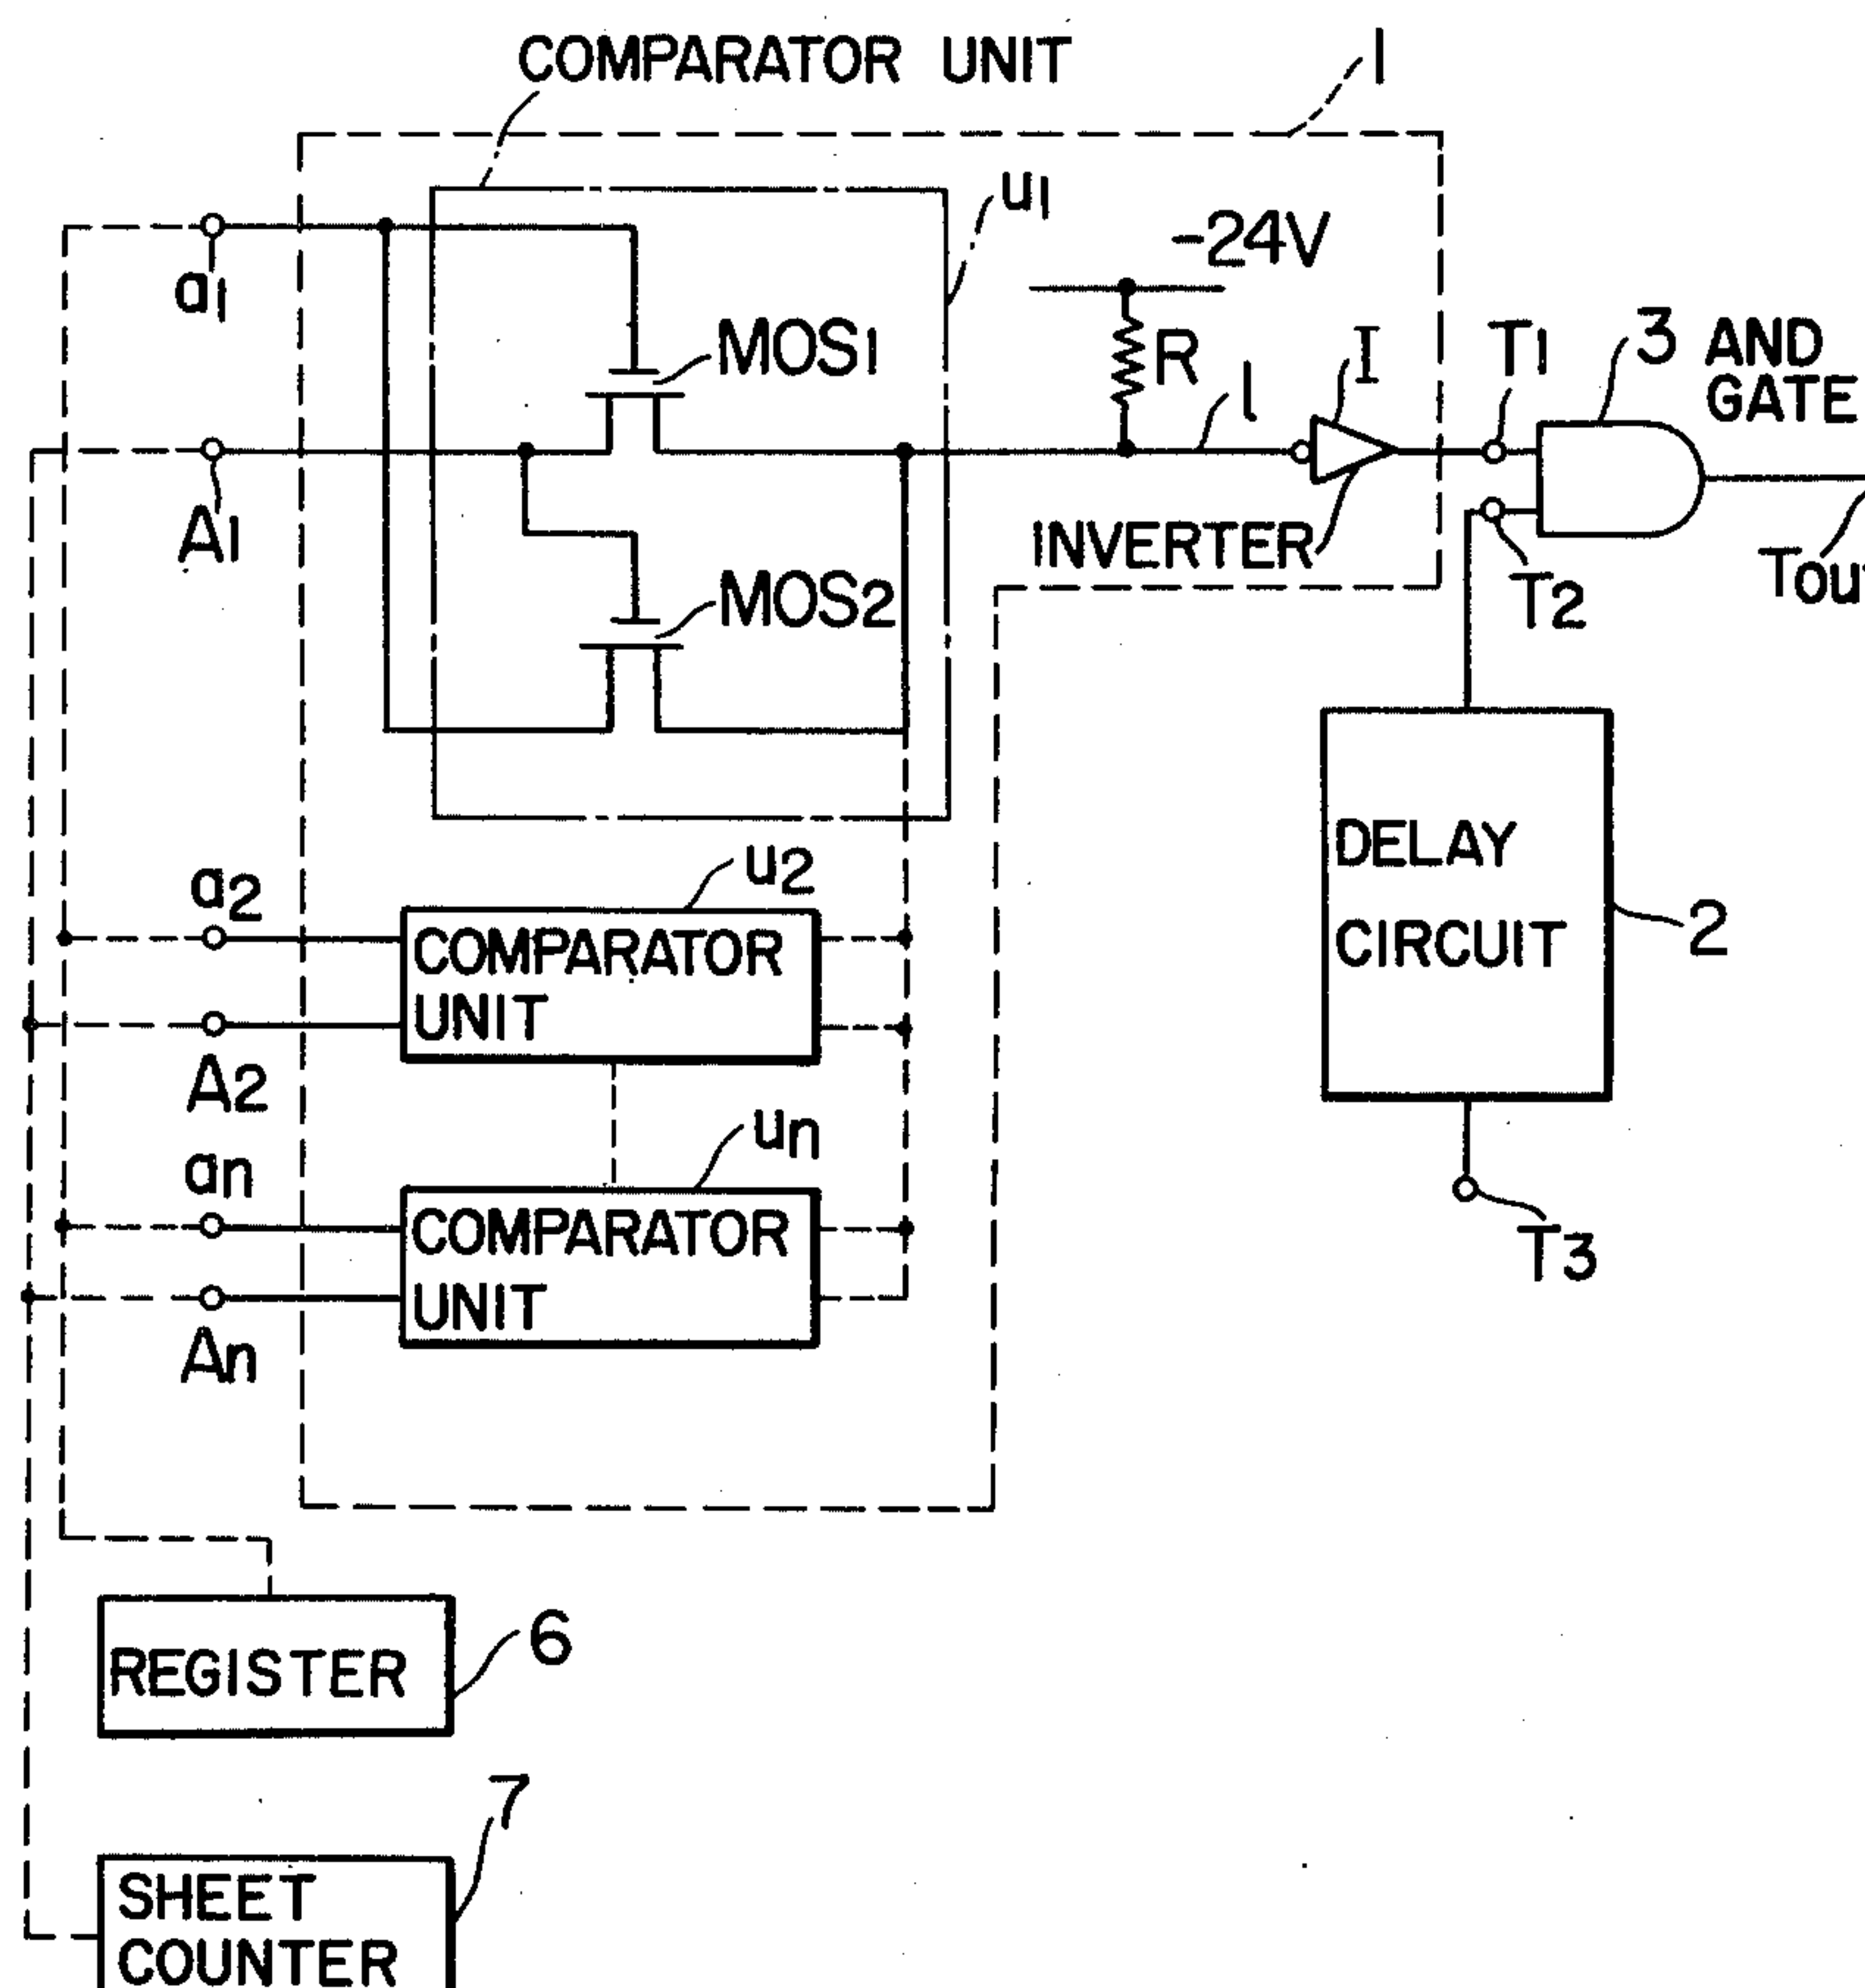 COMPARATOR UNIT
1
u1
a1
-24V
MOS1
R
l
I
T1
3 AND
GATE
A1
INVERTER
T2
Tout
MOS2
u2
a2
COMPARATOR
UNIT
A2
DELAY
CIRCUIT
2
un
an
COMPARATOR
UNIT
An
T3
REGISTER
6
7
SHEET
COUNTER